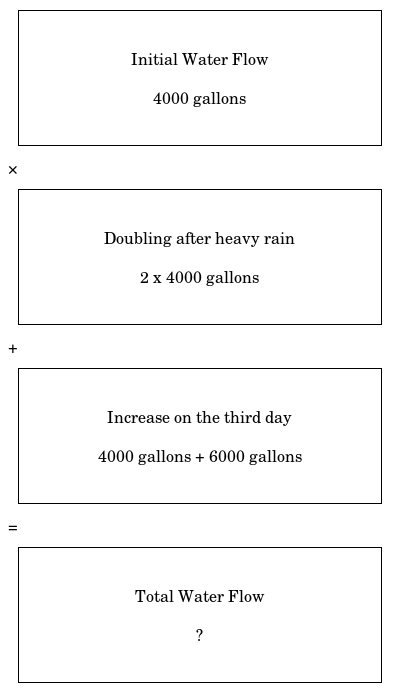 Initial Water Flow
4000 gallons
×
Doubling after heavy rain
2 x 4000 gallons
+
Increase on the third day
4000 gallons + 6000 gallons
=
Total Water Flow
?